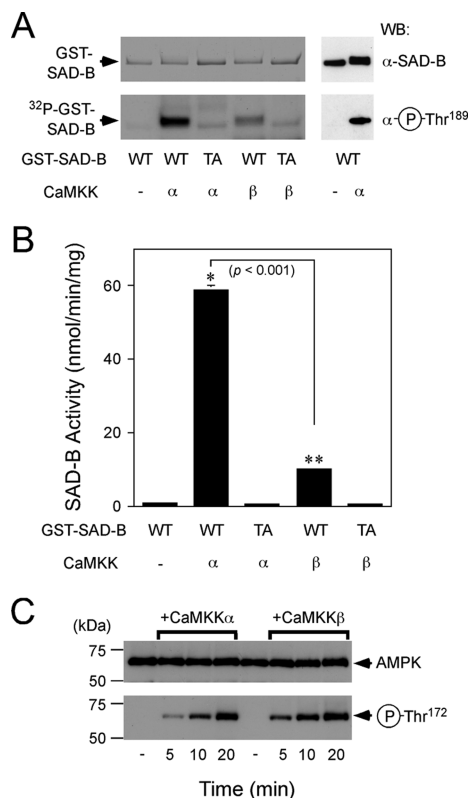 A
WB:
GST-
SAD-B
α-SAD-B
32P-GST-
SAD-B
α-P-Thr189
GST-SAD-B WT WT TA WT TA WT
CaMKK - α α β β - α
B
SAD-B Activity (nmol/min/mg)
60
40
20
0
*
(p < 0.001)
**
GST-SAD-B WT WT TA WT TA
CaMKK - α α β β
C
(kDa) +CaMKKα +CaMKKβ
75
50
AMPK
75
50
P-Thr172
- 5 10 20 - 5 10 20
Time (min)